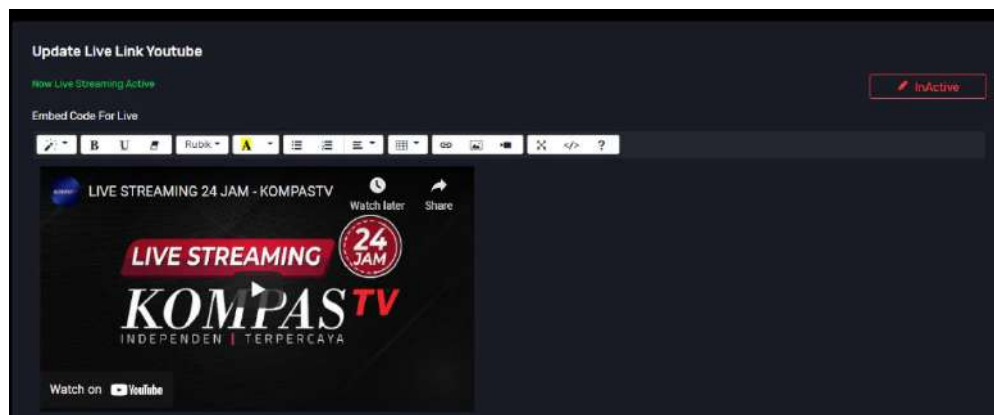 Update Live Link Youtube
Now Live Streaming Active
InActive
Embed Code For Live
B U Rubik A </> ?
LIVE STREAMING 24 JAM - KOMPASTV
Watch later Share
LIVE STREAMING
24
JAM
KOMPAS TV
INDEPENDEN | TERPERCAYA
Watch on YouTube